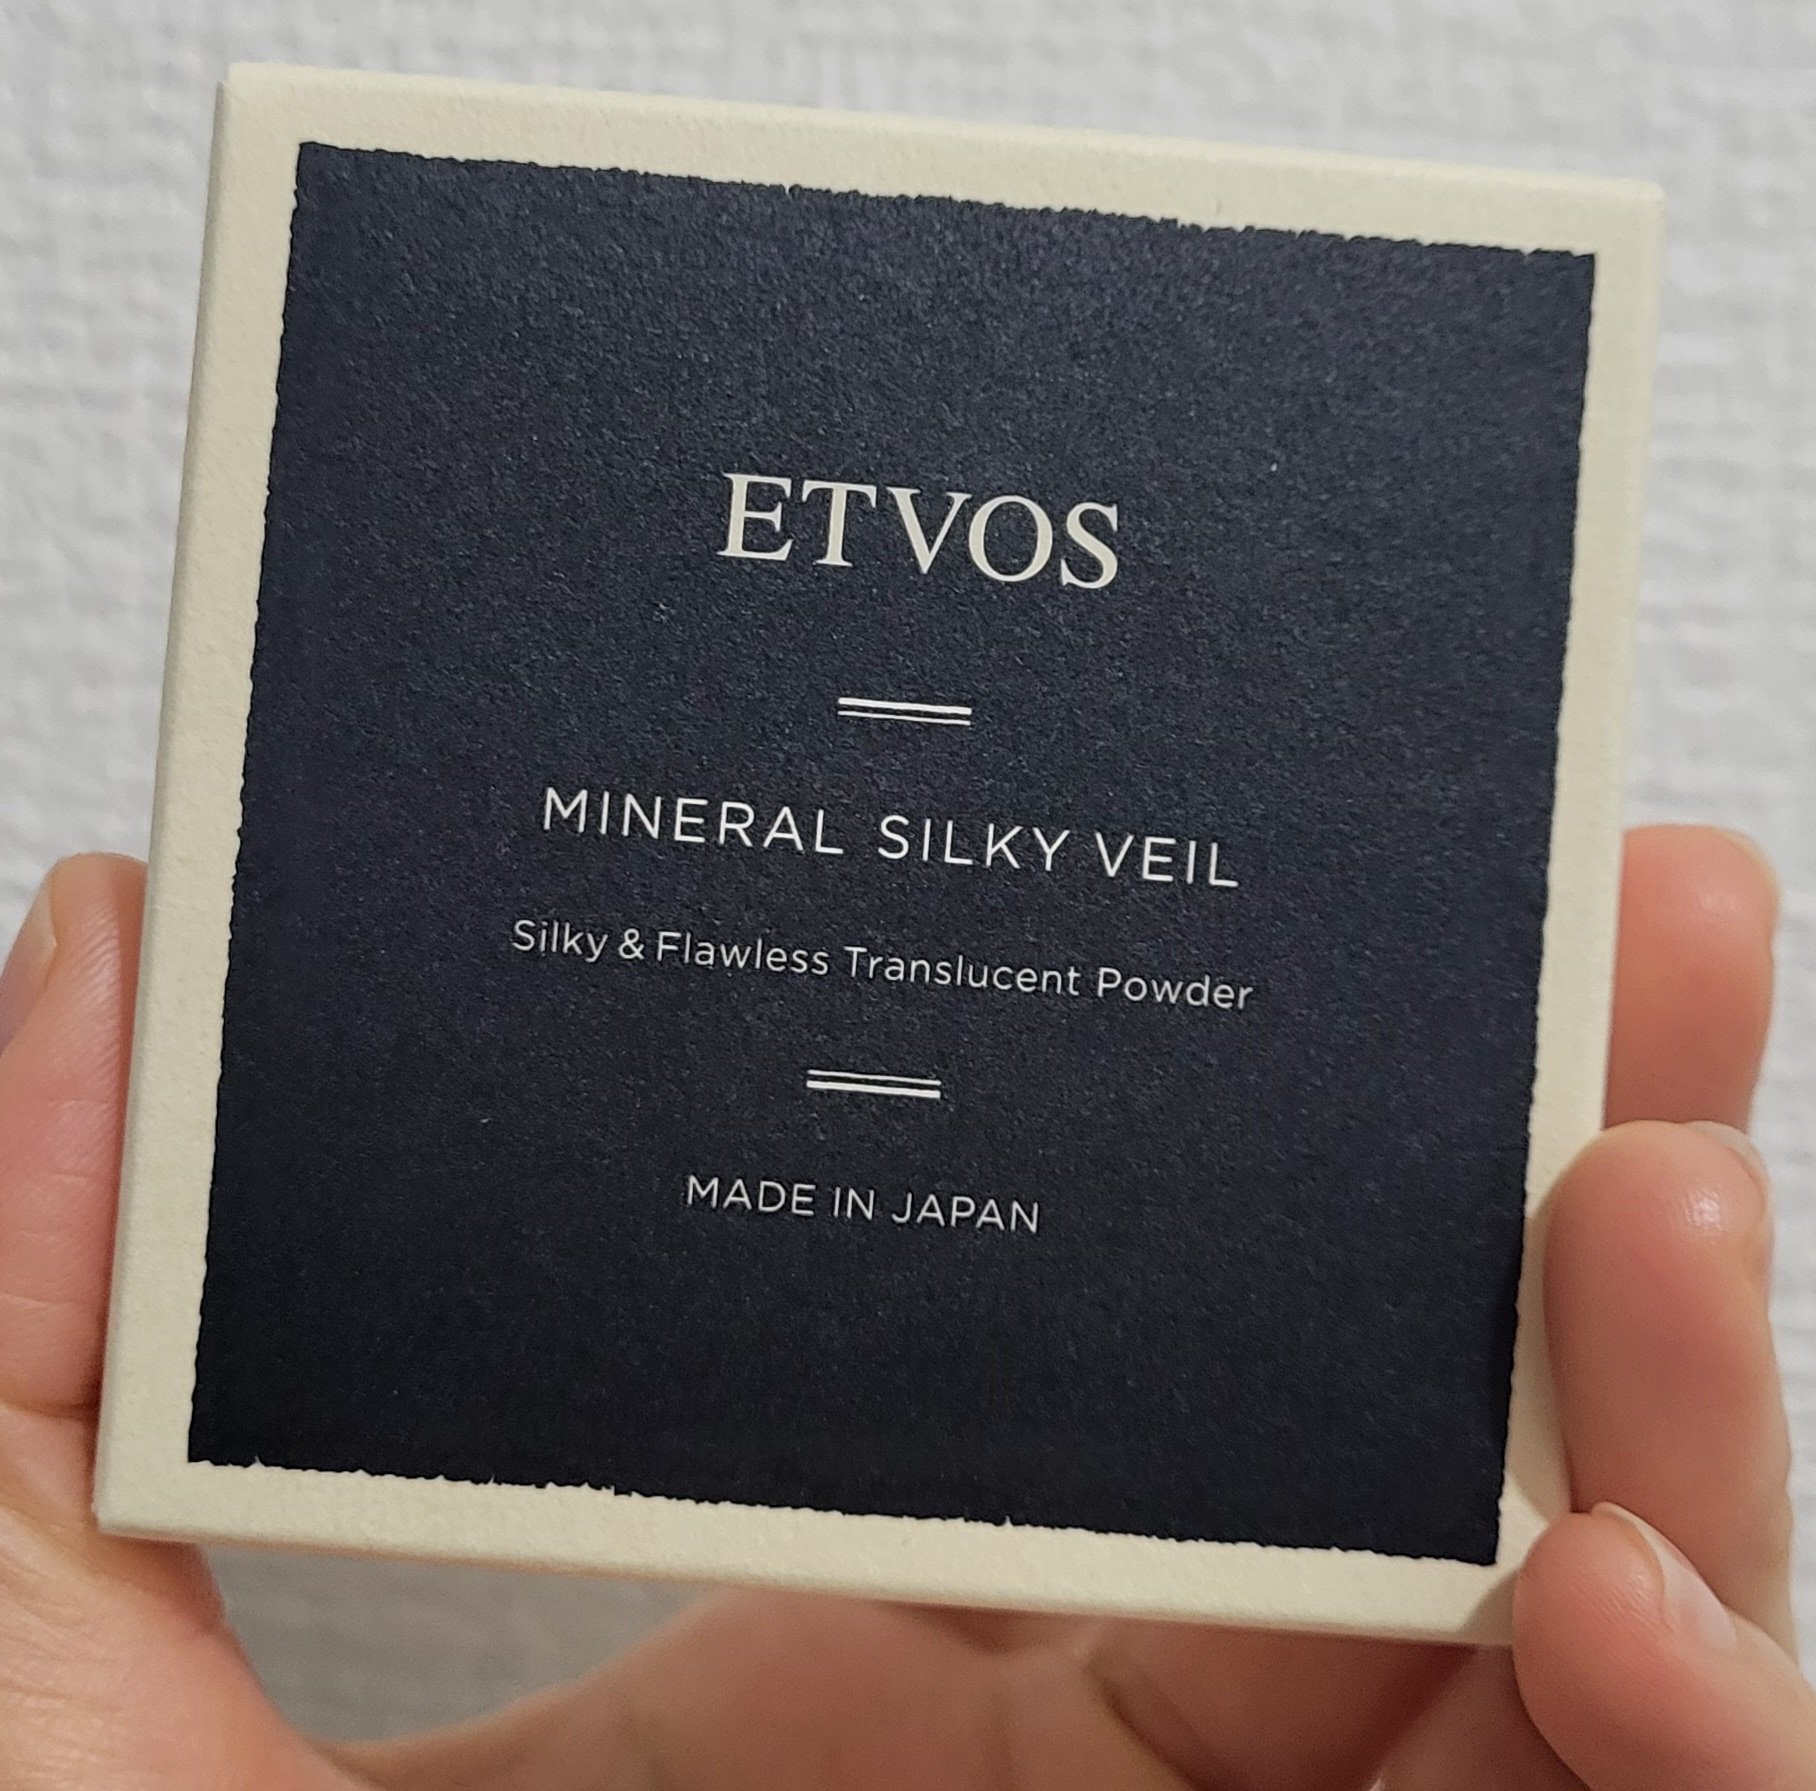 ETVOS
MINERAL SILKY VEIL
Silky & Flawless Translucent Powder
MADE IN JAPAN